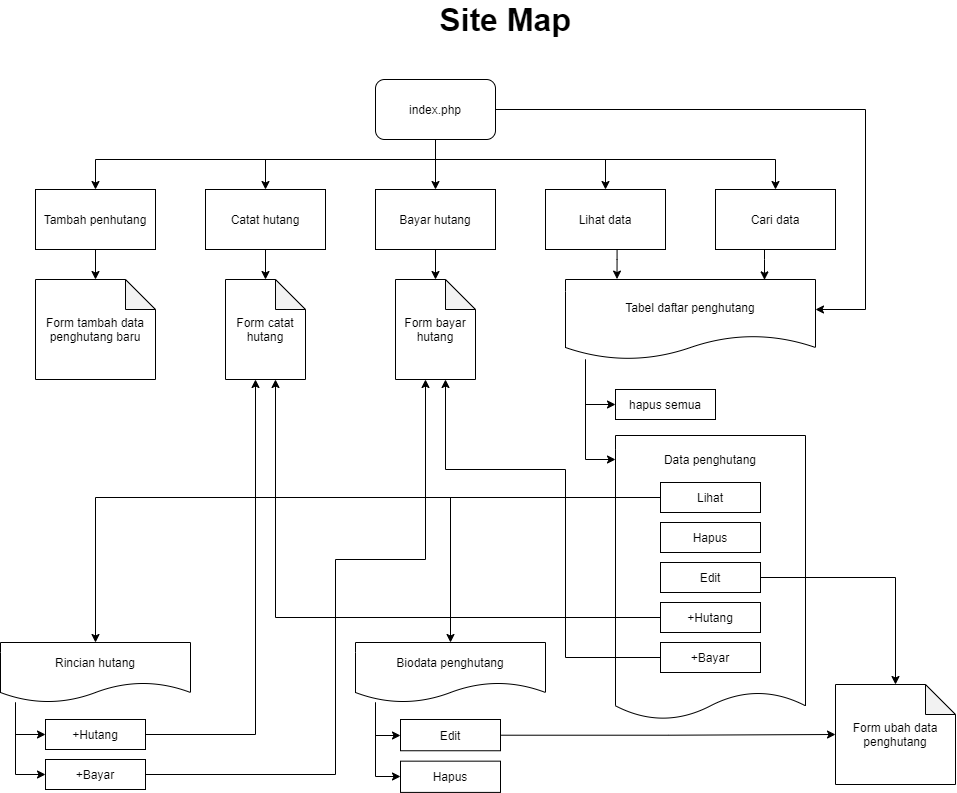 Site Map
index.php
Tambah penhutang
Catat hutang
Bayar hutang
Lihat data
Cari data
Form tambah data
penghutang baru
Form catat
hutang
Form bayar
hutang
Tabel daftar penghutang
hapus semua
Data penghutang
Lihat
Hapus
Edit
+Hutang
+Bayar
Rincian hutang
+Hutang
+Bayar
Biodata penghutang
Edit
Hapus
Form ubah data
penghutang